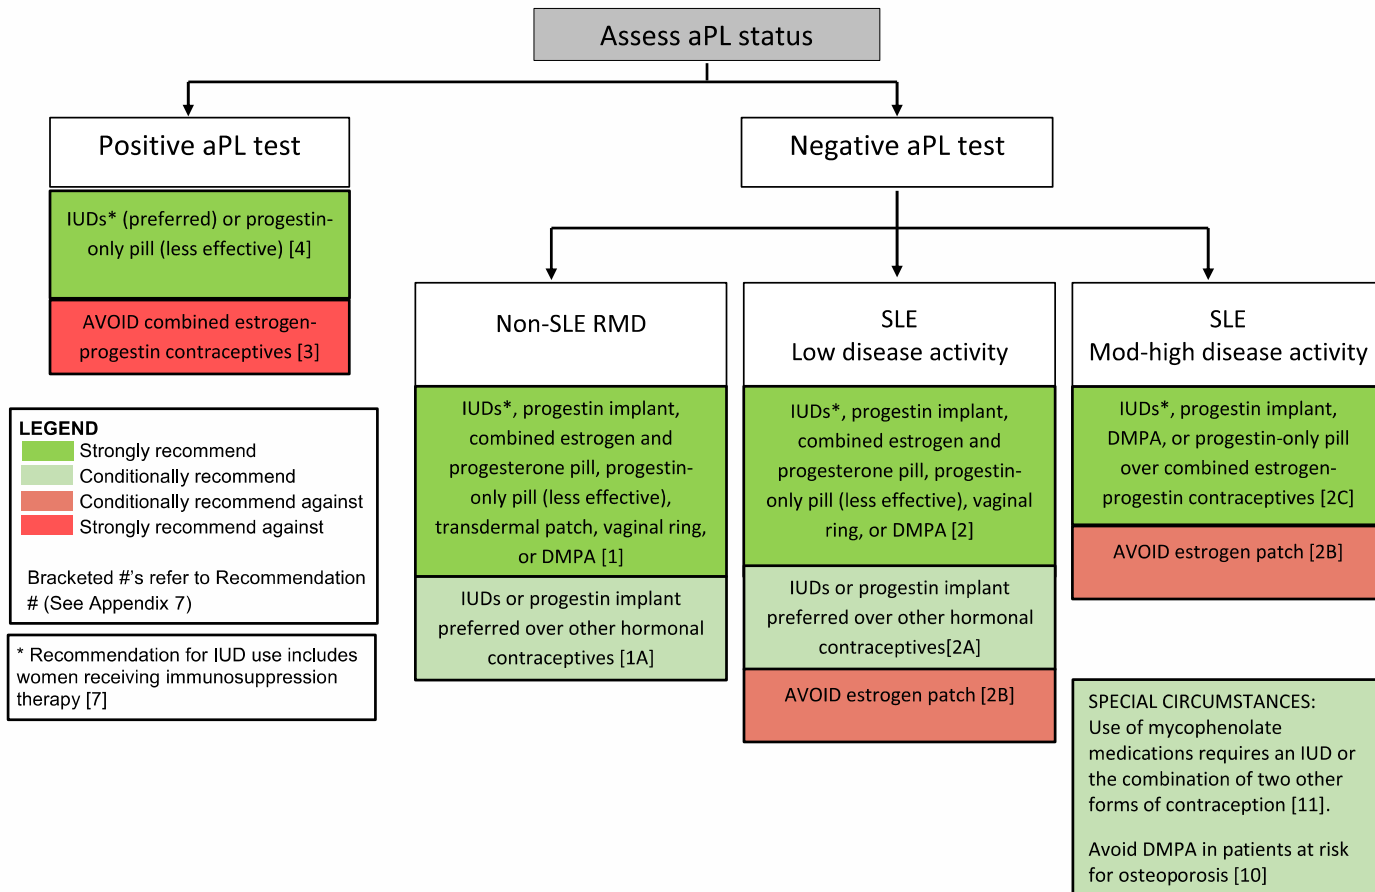 Assess aPL status
Positive aPL test
IUDs* (preferred) or progestin-
only pill (less effective) [4]
AVOID combined estrogen-
progestin contraceptives [3]
Negative aPL test
Non-SLE RMD
IUDs*, progestin implant,
combined estrogen and
progesterone pill, progestin-
only pill (less effective),
transdermal patch, vaginal ring,
or DMPA [1]
IUDs or progestin implant
preferred over other hormonal
contraceptives [1A]
SLE
Low disease activity
IUDs*, progestin implant,
combined estrogen and
progesterone pill, progestin-
only pill (less effective), vaginal
ring, or DMPA [2]
IUDs or progestin implant
preferred over other hormonal
contraceptives[2A]
AVOID estrogen patch [2B]
SLE
Mod-high disease activity
IUDs*, progestin implant,
DMPA, or progestin-only pill
over combined estrogen-
progestin contraceptives [2C]
AVOID estrogen patch [2B]
LEGEND
Strongly recommend
Conditionally recommend
Conditionally recommend against
Strongly recommend against
Bracketed #'s refer to Recommendation
# (See Appendix 7)
* Recommendation for IUD use includes
women receiving immunosuppression
therapy [7]
SPECIAL CIRCUMSTANCES:
Use of mycophenolate
medications requires an IUD or
the combination of two other
forms of contraception [11].
Avoid DMPA in patients at risk
for osteoporosis [10]